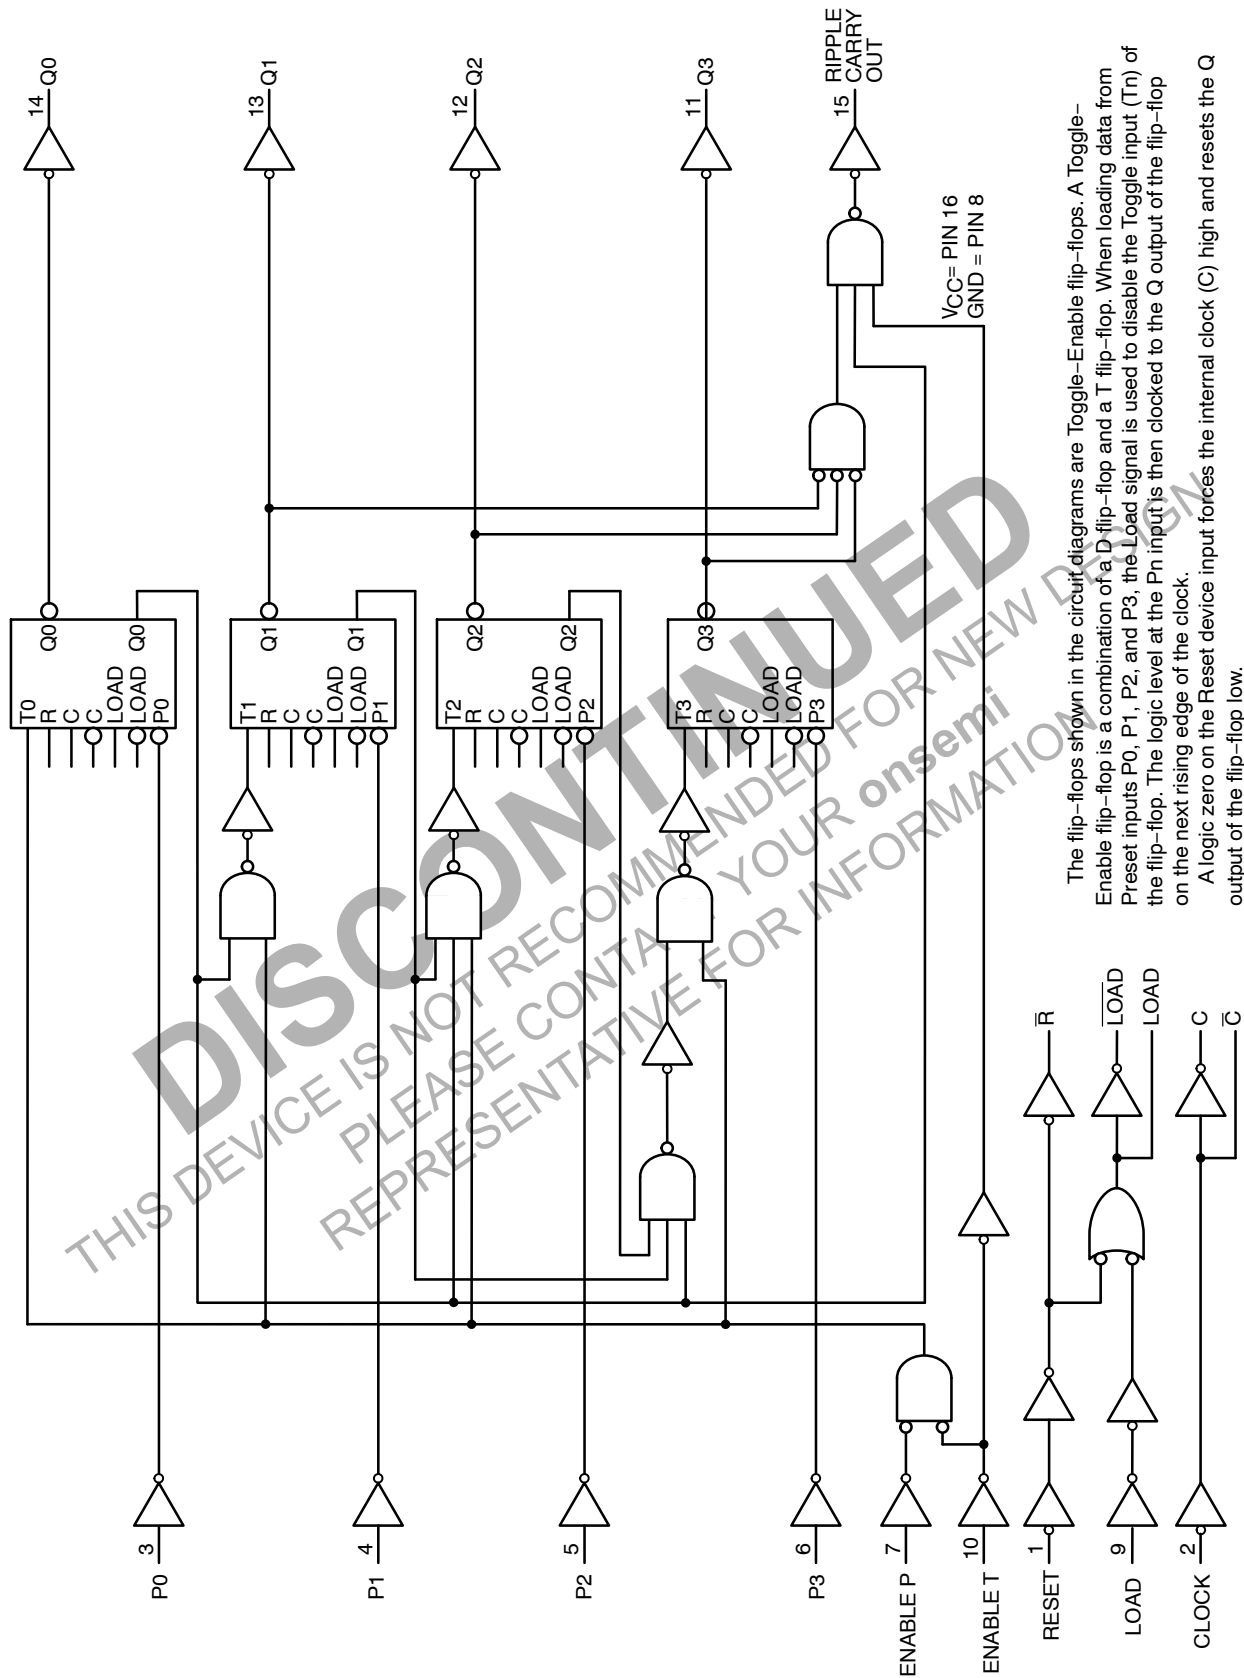 P0
3
P1
4
P2
5
P3
6
ENABLE P
7
ENABLE T
10
RESET
1
LOAD
9
CLOCK
2
T0
R
C
C
LOAD
LOAD
P0
Q0
Q0
T1
R
C
C
LOAD
LOAD
P1
Q1
Q1
T2
R
C
C
LOAD
LOAD
P2
Q2
Q2
T3
R
C
C
LOAD
LOAD
P3
Q3
14
Q0
13
Q1
12
Q2
11
Q3
15
RIPPLE
CARRY
OUT
R̅
L̅O̅A̅D̅
LOAD
C
C̅
VCC= PIN 16
GND = PIN 8
The flip−flops shown in the circuit diagrams are Toggle−Enable flip−flops. A Toggle−
Enable flip−flop is a combination of a D flip−flop and a T flip−flop. When loading data from
Preset inputs P0, P1, P2, and P3, the Load signal is used to disable the Toggle input (Tn) of
the flip−flop. The logic level at the Pn input is then clocked to the Q output of the flip−flop
on the next rising edge of the clock.
A logic zero on the Reset device input forces the internal clock (C) high and resets the Q
output of the flip−flop low.
DISCONTINUED
THIS DEVICE IS NOT RECOMMENDED FOR NEW DESIGN
PLEASE CONTACT YOUR onsemi
REPRESENTATIVE FOR INFORMATION